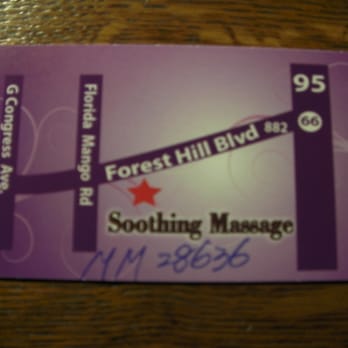 G Congress Ave.
Florida Mango Rd
Forest Hill Blvd 882
95
66
Soothing Massage
MM 28636